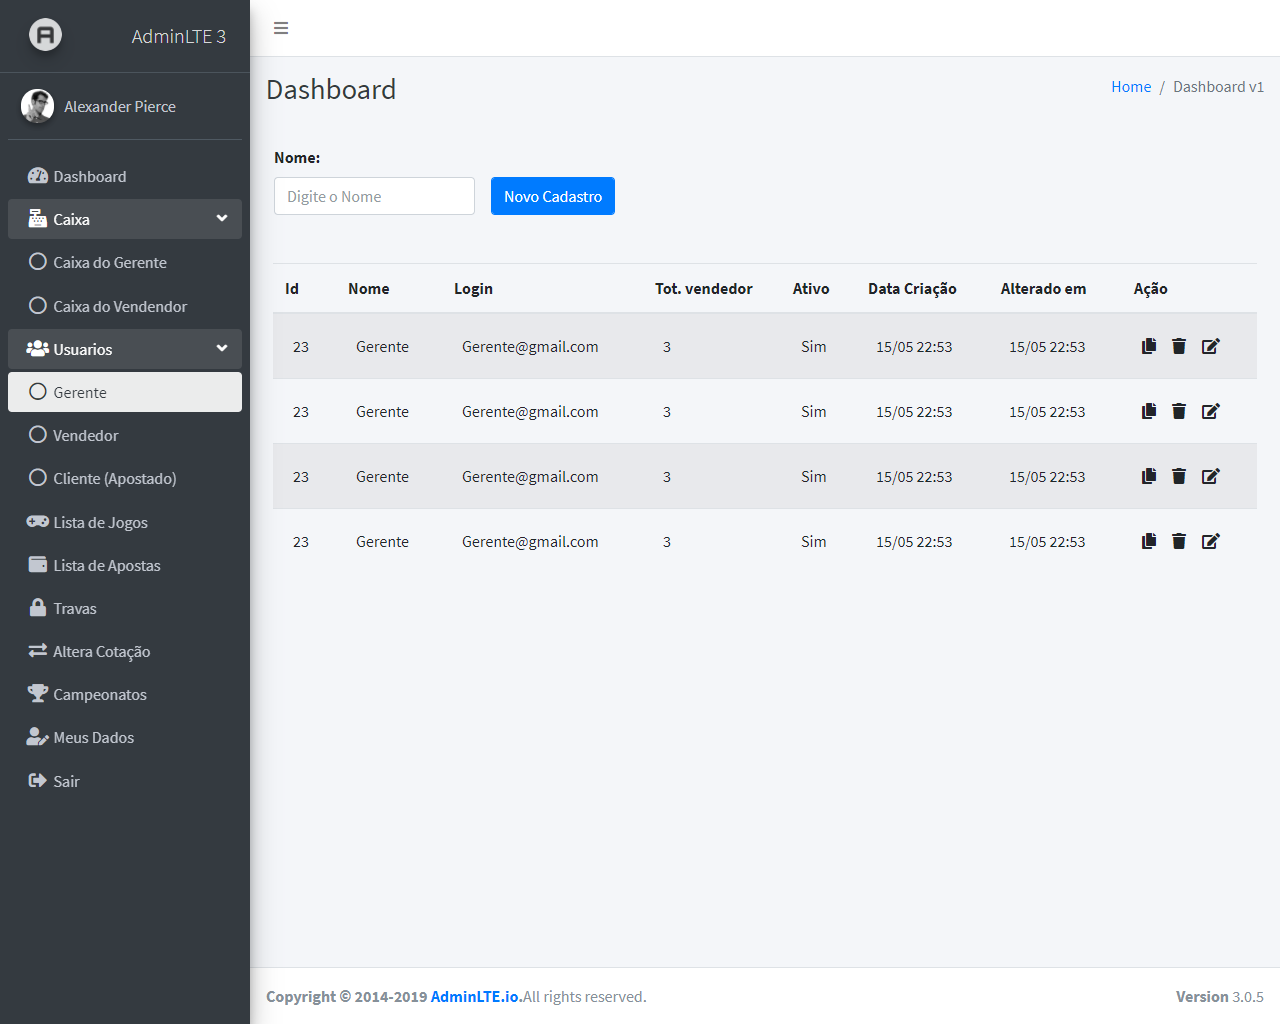 AdminLTE 3
Alexander Pierce
Dashboard
Caixa
Caixa do Gerente
Caixa do Vendendor
Usuarios
Gerente
Vendedor
Cliente (Apostado)
Lista de Jogos
Lista de Apostas
Travas
Altera Cotação
Campeonatos
Meus Dados
Sair
Dashboard
Home / Dashboard v1
Nome:
Digite o Nome
Novo Cadastro
Id Nome Login Tot. vendedor Ativo Data Criação Alterado em Ação
23 Gerente Gerente@gmail.com 3 Sim 15/05 22:53 15/05 22:53
23 Gerente Gerente@gmail.com 3 Sim 15/05 22:53 15/05 22:53
23 Gerente Gerente@gmail.com 3 Sim 15/05 22:53 15/05 22:53
23 Gerente Gerente@gmail.com 3 Sim 15/05 22:53 15/05 22:53
Copyright © 2014-2019 AdminLTE.io.All rights reserved.
Version 3.0.5